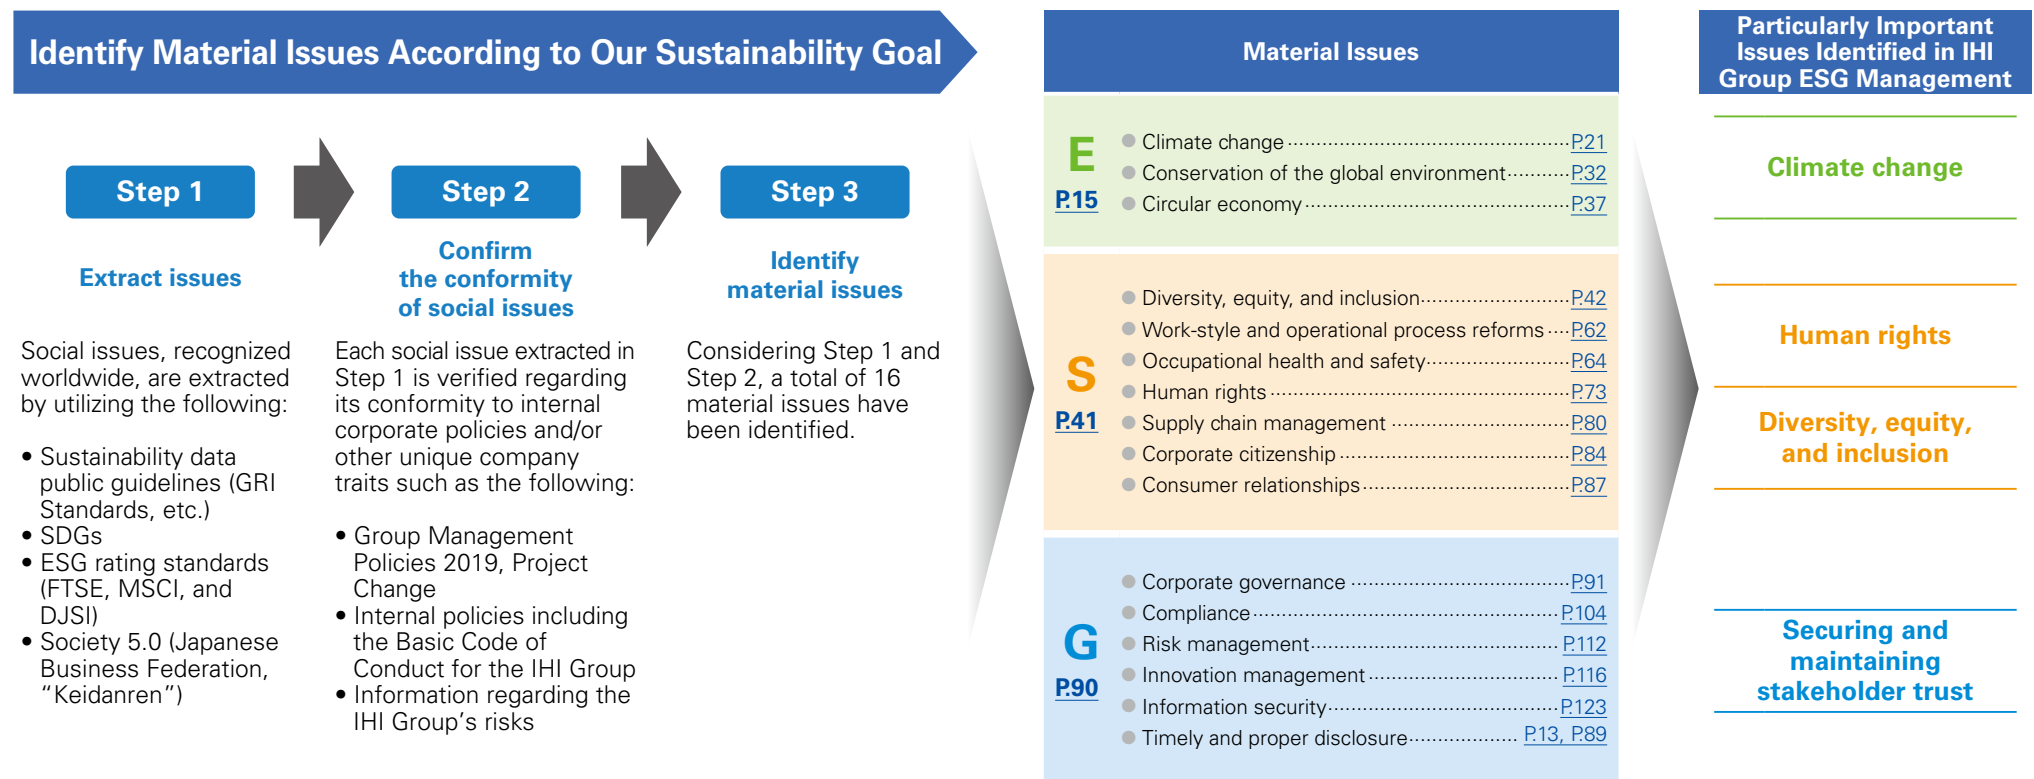 Identify Material Issues According to Our Sustainability Goal
Step 1
Extract issues
Social issues, recognized
worldwide, are extracted
by utilizing the following:
• Sustainability data
public guidelines (GRI
Standards, etc.)
• SDGs
• ESG rating standards
(FTSE, MSCI, and
DJSI)
• Society 5.0 (Japanese
Business Federation,
“Keidanren”)
Step 2
Confirm
the conformity
of social issues
Each social issue extracted in
Step 1 is verified regarding
its conformity to internal
corporate policies and/or
other unique company
traits such as the following:
• Group Management
Policies 2019, Project
Change
• Internal policies including
the Basic Code of
Conduct for the IHI Group
• Information regarding the
IHI Group’s risks
Step 3
Identify
material issues
Considering Step 1 and
Step 2, a total of 16
material issues have
been identified.
Material Issues
E
P.15
● Climate change P.21
● Conservation of the global environment P.32
● Circular economy P.37
S
P.41
● Diversity, equity, and inclusion P.42
● Work-style and operational process reforms P.62
● Occupational health and safety P.64
● Human rights P.73
● Supply chain management P.80
● Corporate citizenship P.84
● Consumer relationships P.87
G
P.90
● Corporate governance P.91
● Compliance P.104
● Risk management P.112
● Innovation management P.116
● Information security P.123
● Timely and proper disclosure P.13, P.89
Particularly Important
Issues Identified in IHI
Group ESG Management
Climate change
Human rights
Diversity, equity,
and inclusion
Securing and
maintaining
stakeholder trust